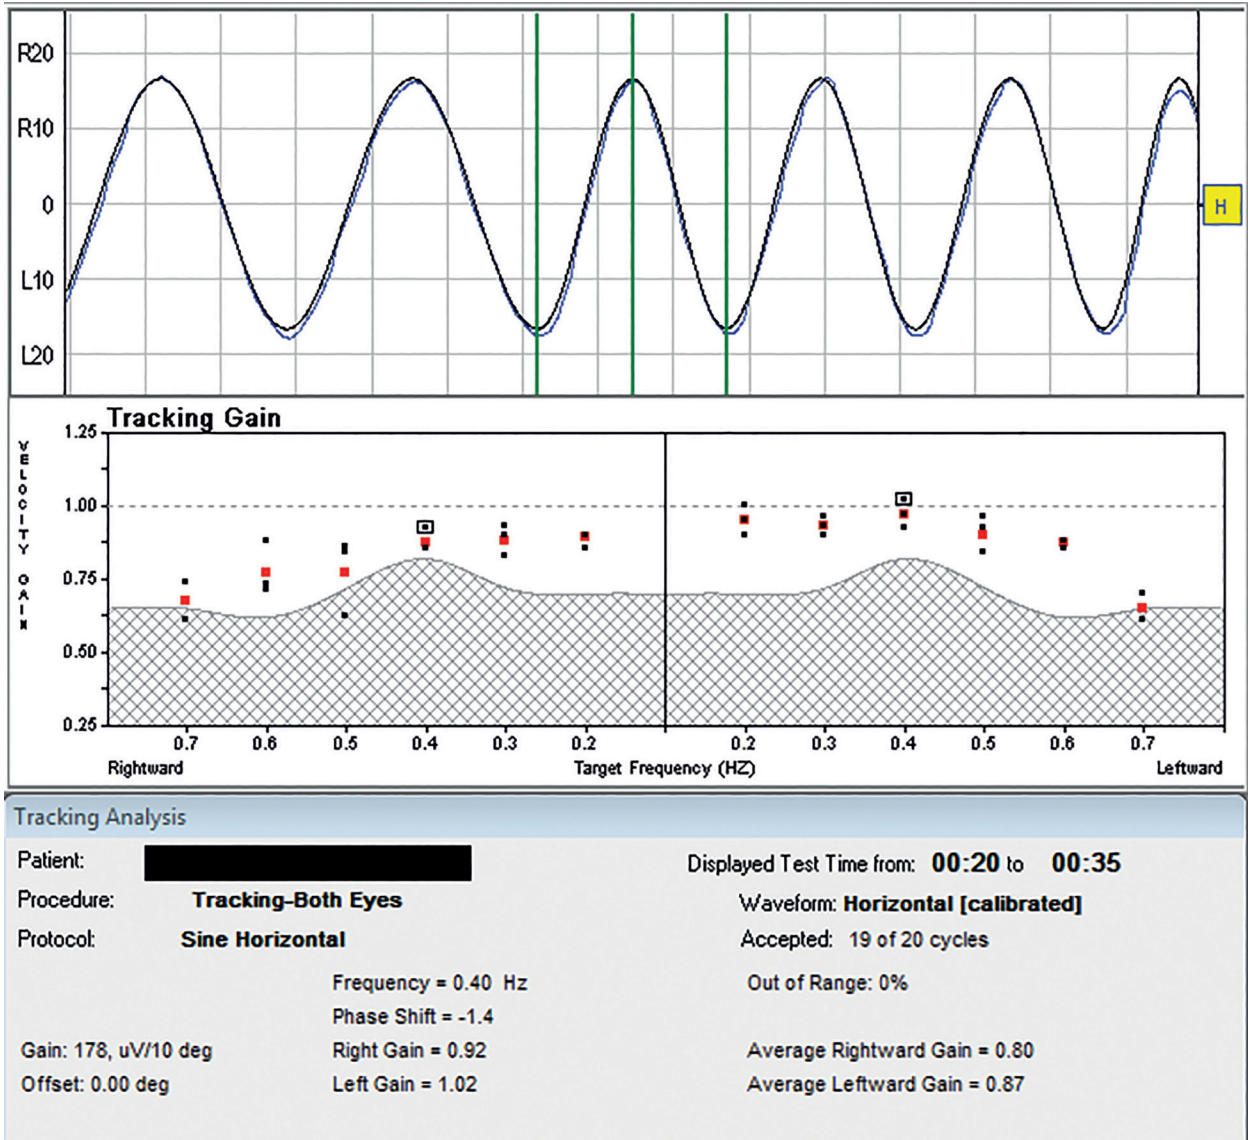 R20
R10
0
L10
L20
H
Tracking Gain
VELOCITY GAIN
1.25
1.00
0.75
0.50
0.25
0.7 0.6 0.5 0.4 0.3 0.2 0.2 0.3 0.4 0.5 0.6 0.7
Rightward Target Frequency (HZ) Leftward
Tracking Analysis
Patient: Displayed Test Time from: 00:20 to 00:35
Procedure: Tracking-Both Eyes Waveform: Horizontal [calibrated]
Protocol: Sine Horizontal Accepted: 19 of 20 cycles
Frequency = 0.40 Hz Out of Range: 0%
Phase Shift = -1.4
Gain: 178, uV/10 deg Right Gain = 0.92 Average Rightward Gain = 0.80
Offset: 0.00 deg Left Gain = 1.02 Average Leftward Gain = 0.87